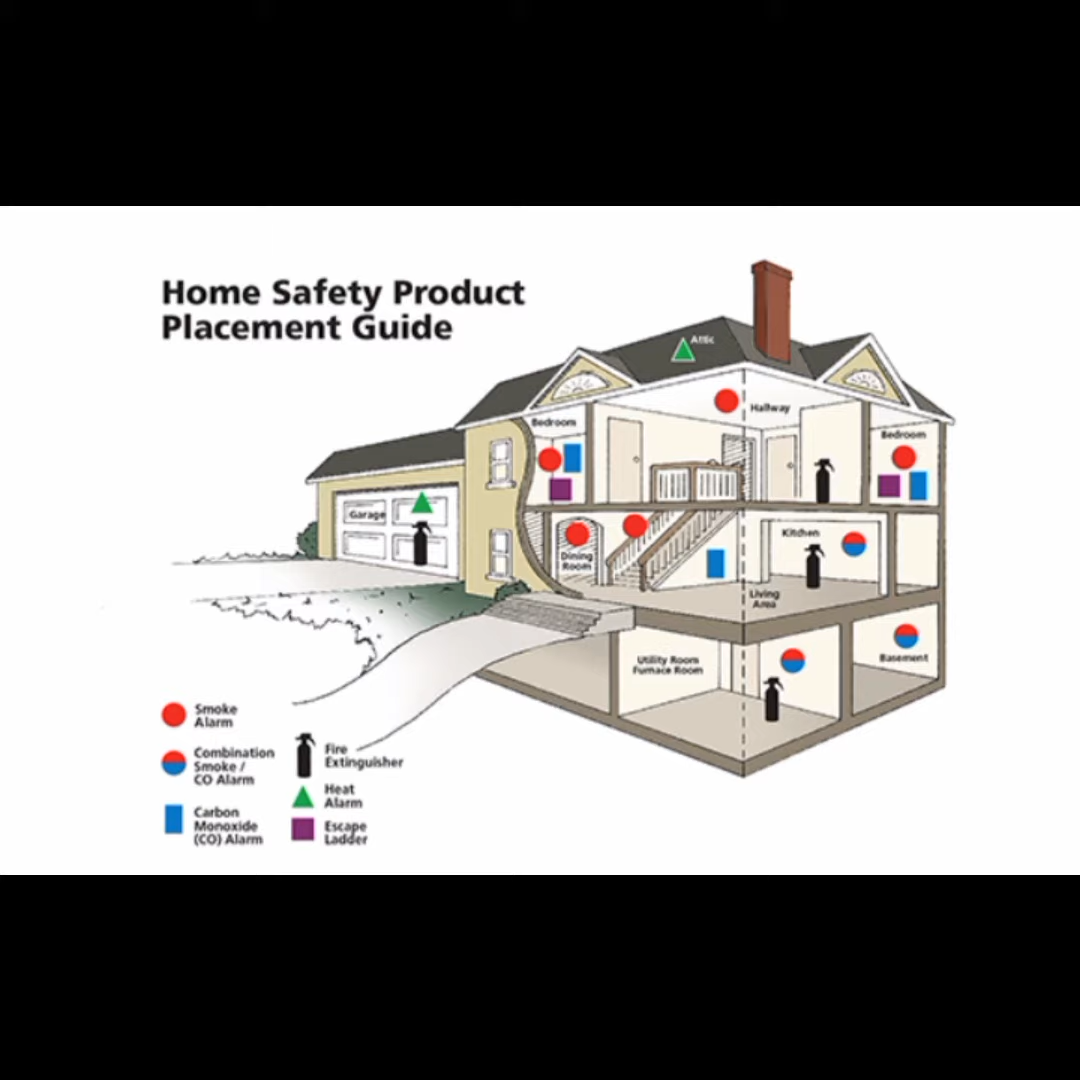 Home Safety Product
Placement Guide
Attic
Hallway
Bedroom
Bedroom
Garage
Kitchen
Dining
Room
Living
Area
Utility Room
Furnace Room
Basement
Smoke
Alarm
Combination
Smoke /
CO Alarm
Carbon
Monoxide
(CO) Alarm
Fire
Extinguisher
Heat
Alarm
Escape
Ladder